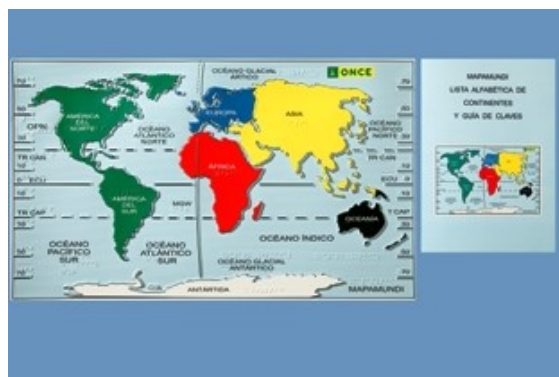 OCÉANO GLACIAL
ÁRTICO
ONCE
AMÉRICA
DEL
NORTE
EUROPA
ASIA
OCÉANO
ATLÁNTICO
NORTE
OCÉANO
PACÍFICO
NORTE
TR CAN
TR CAN
ÁFRICA
ECU
ECU
AMÉRICA
DEL
SUR
MGW
TR CAP
T CAP
OCEANÍA
OCÉANO
PACÍFICO
SUR
OCÉANO
ATLÁNTICO
SUR
OCÉANO ÍNDICO
OCÉANO GLACIAL
ANTÁRTICO
ANTÁRTICA
MAPAMUNDI
MAPAMUNDI
LISTA ALFABÉTICA DE
CONTINENTES
Y GUÍA DE CLAVES